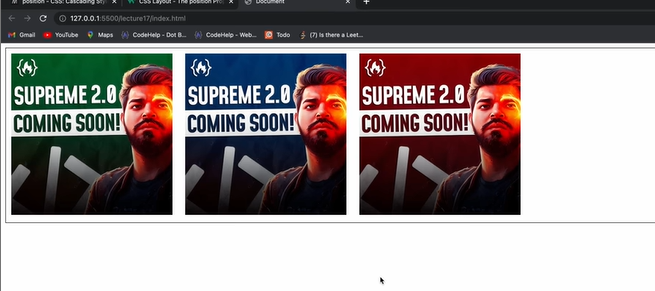 position - CSS: Cascading St
CSS Layout - The position Pr
Document
127.0.0.1:5500/lecture17/index.html
Gmail
YouTube
Maps
CodeHelp - Dot B...
CodeHelp - Web...
Todo
(7) Is there a Leet...
SUPREME 2.0
COMING SOON!
SUPREME 2.0
COMING SOON!
SUPREME 2.0
COMING SOON!